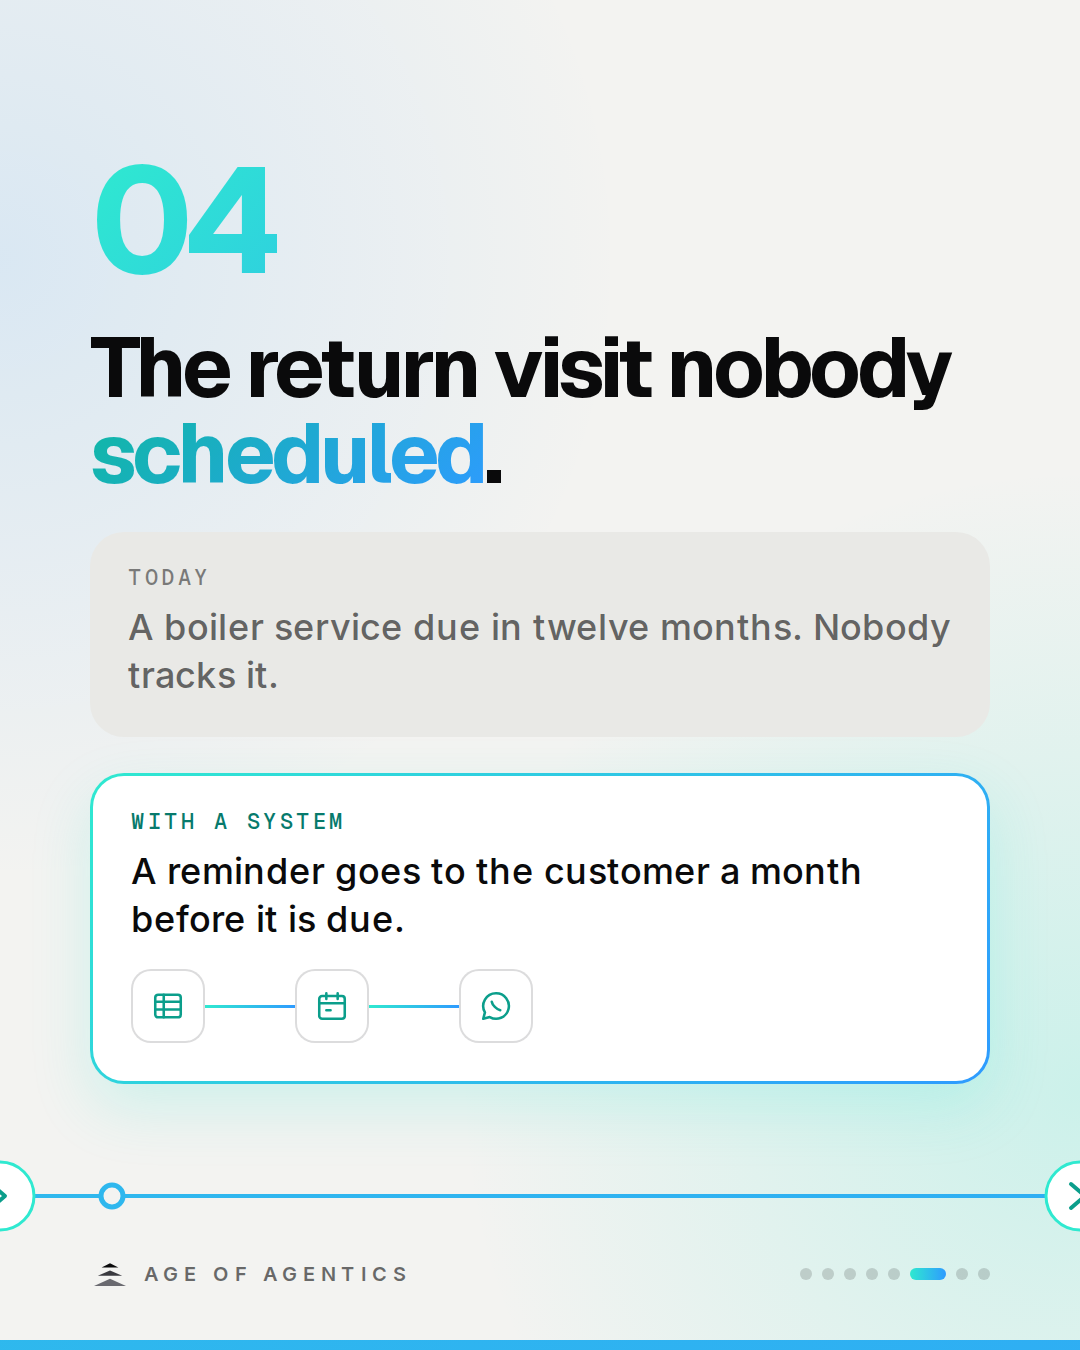 04
The return visit nobody
scheduled.
TODAY
A boiler service due in twelve months. Nobody
tracks it.
WITH A SYSTEM
A reminder goes to the customer a month
before it is due.
AGE OF AGENTICS